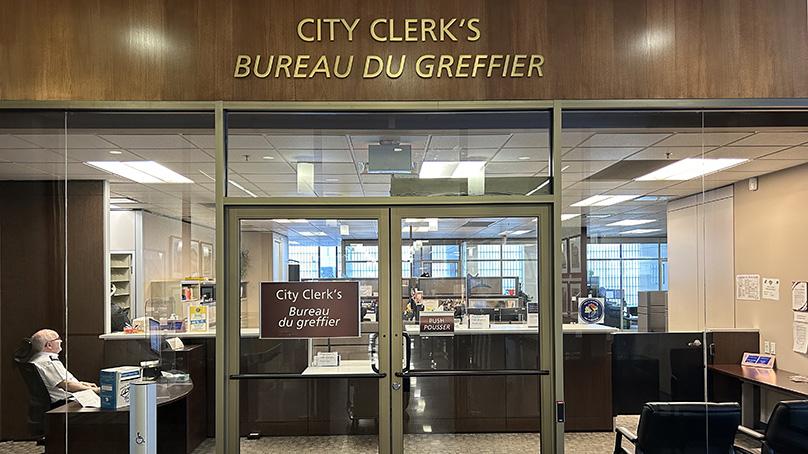 CITY CLERK'S
BUREAU DU GREFFIER
City Clerk's
Bureau
du greffier
PUSH
POUSSER